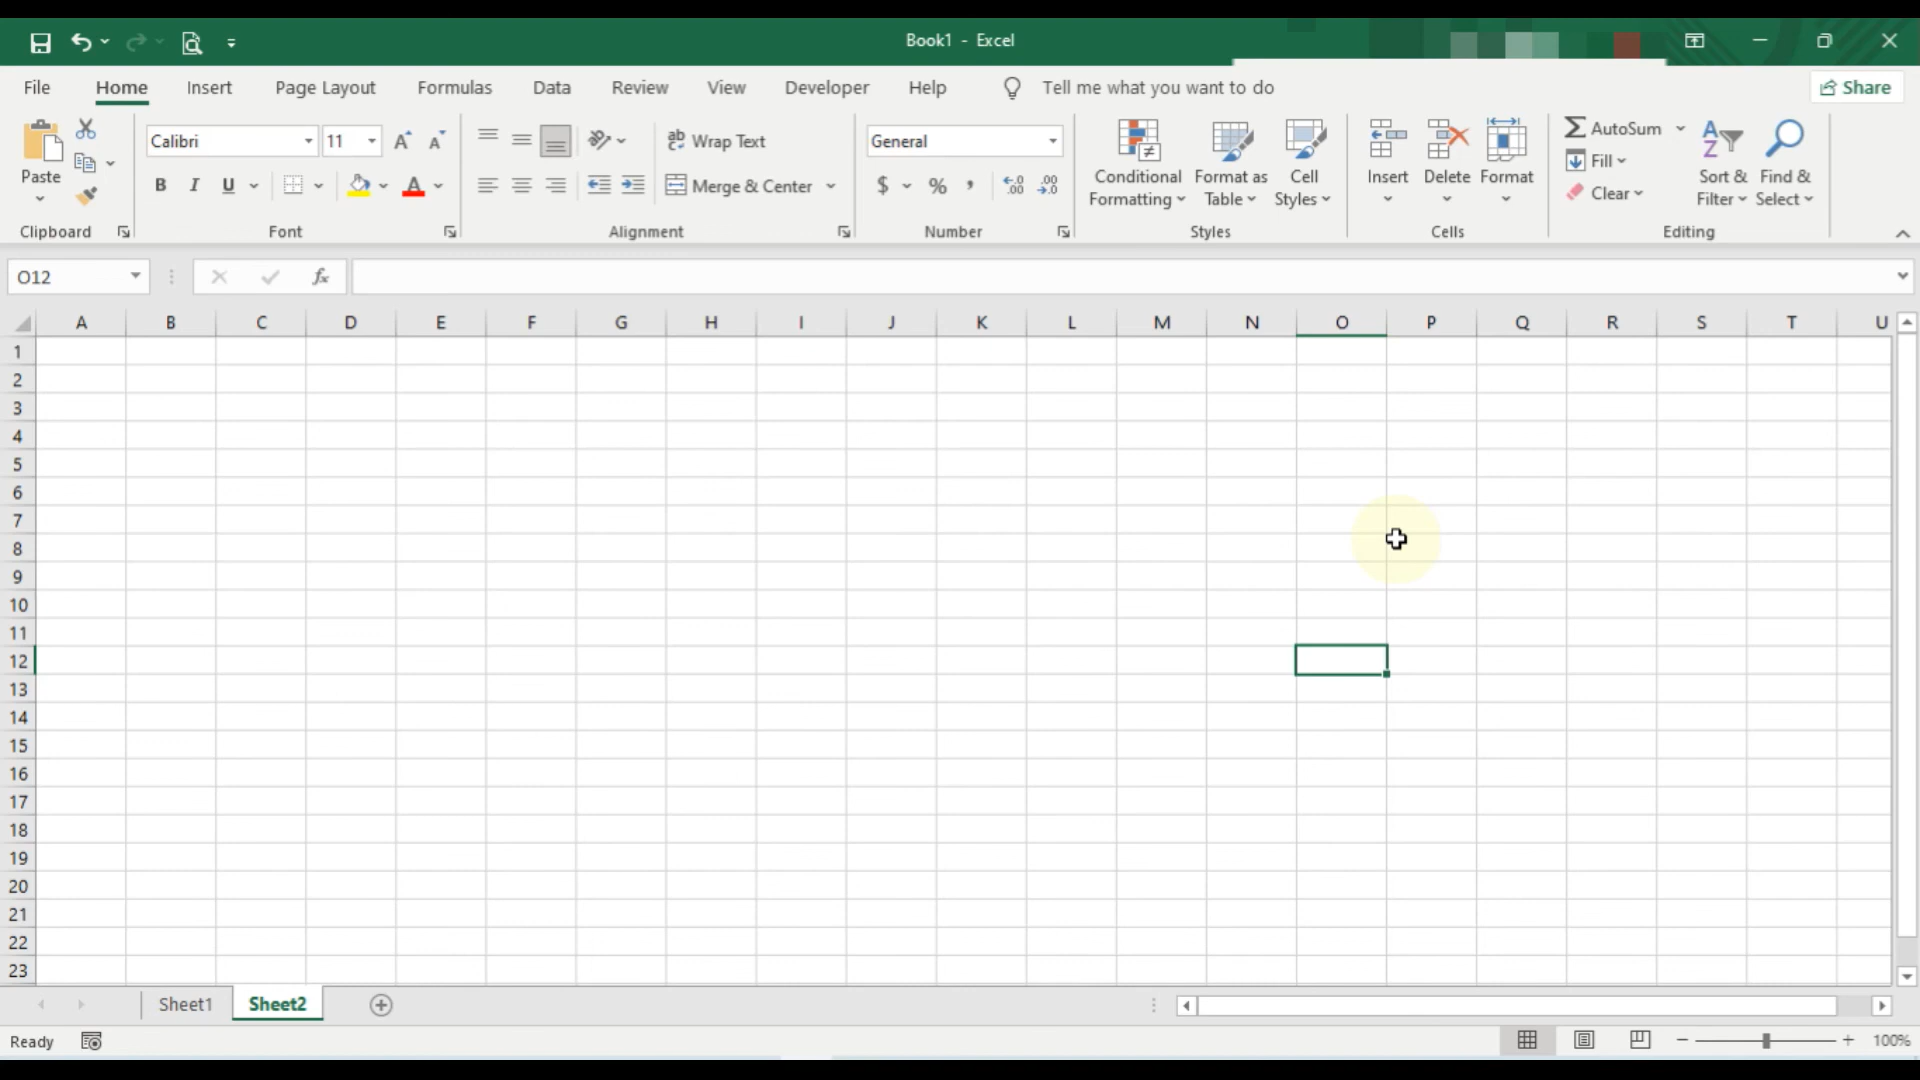 Book1 - Excel
File Home Insert Page Layout Formulas Data Review View Developer Help Tell me what you want to do Share
Calibri 11 ab Wrap Text General AutoSum
Paste Conditional Formatting Format as Table Cell Styles Insert Delete Format Fill Sort & Filter Find & Select
B I U A Merge & Center $ % , Clear
Clipboard Font Alignment Number Styles Cells Editing
O12 fx
A B C D E F G H I J K L M N O P Q R S T U
1
2
3
4
5
6
7
8
9
10
11
12
13
14
15
16
17
18
19
20
21
22
23
Sheet1 Sheet2
Ready 100%